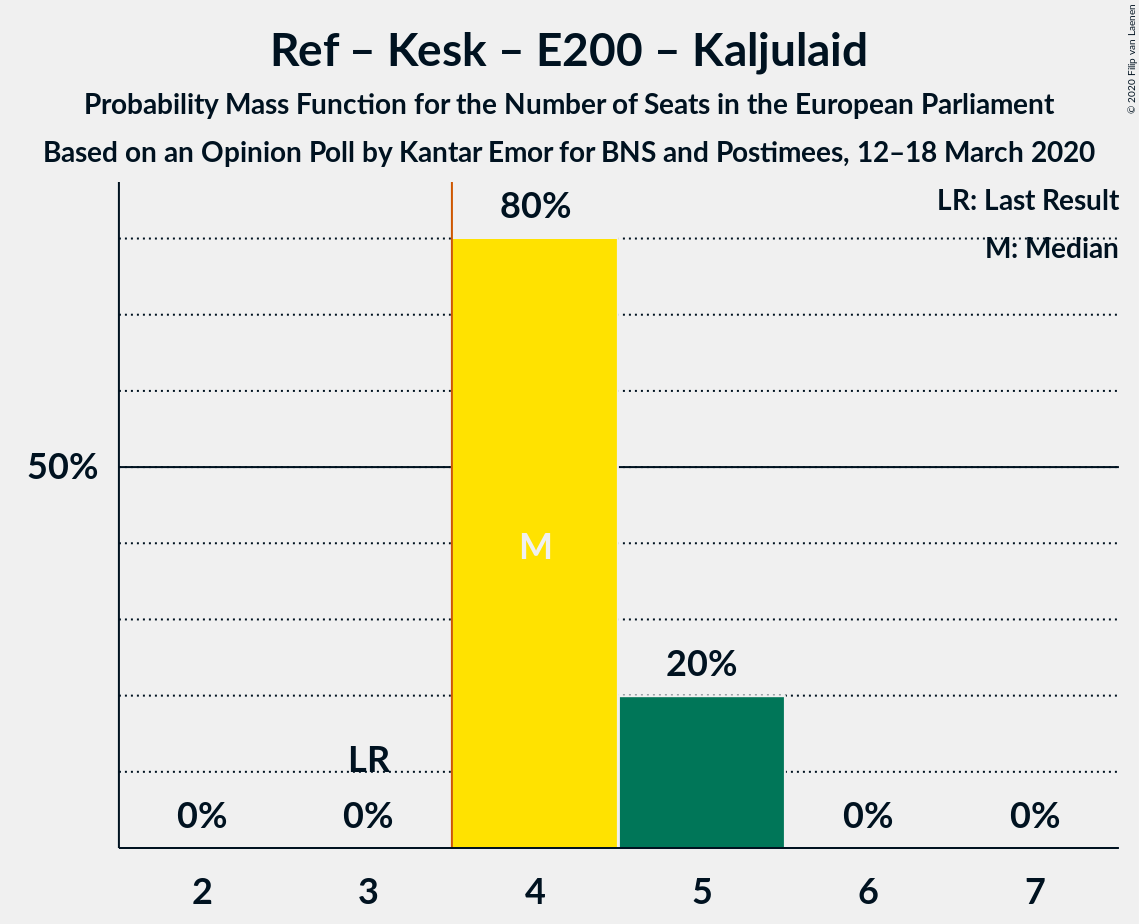 Ref – Kesk – E200 – Kaljulaid
Probability Mass Function for the Number of Seats in the European Parliament
Based on an Opinion Poll by Kantar Emor for BNS and Postimees, 12–18 March 2020
© 2020 Filip van Laenen
LR: Last Result
M: Median
80%
50%
M
20%
LR
0%
0%
0%
0%
2
3
4
5
6
7